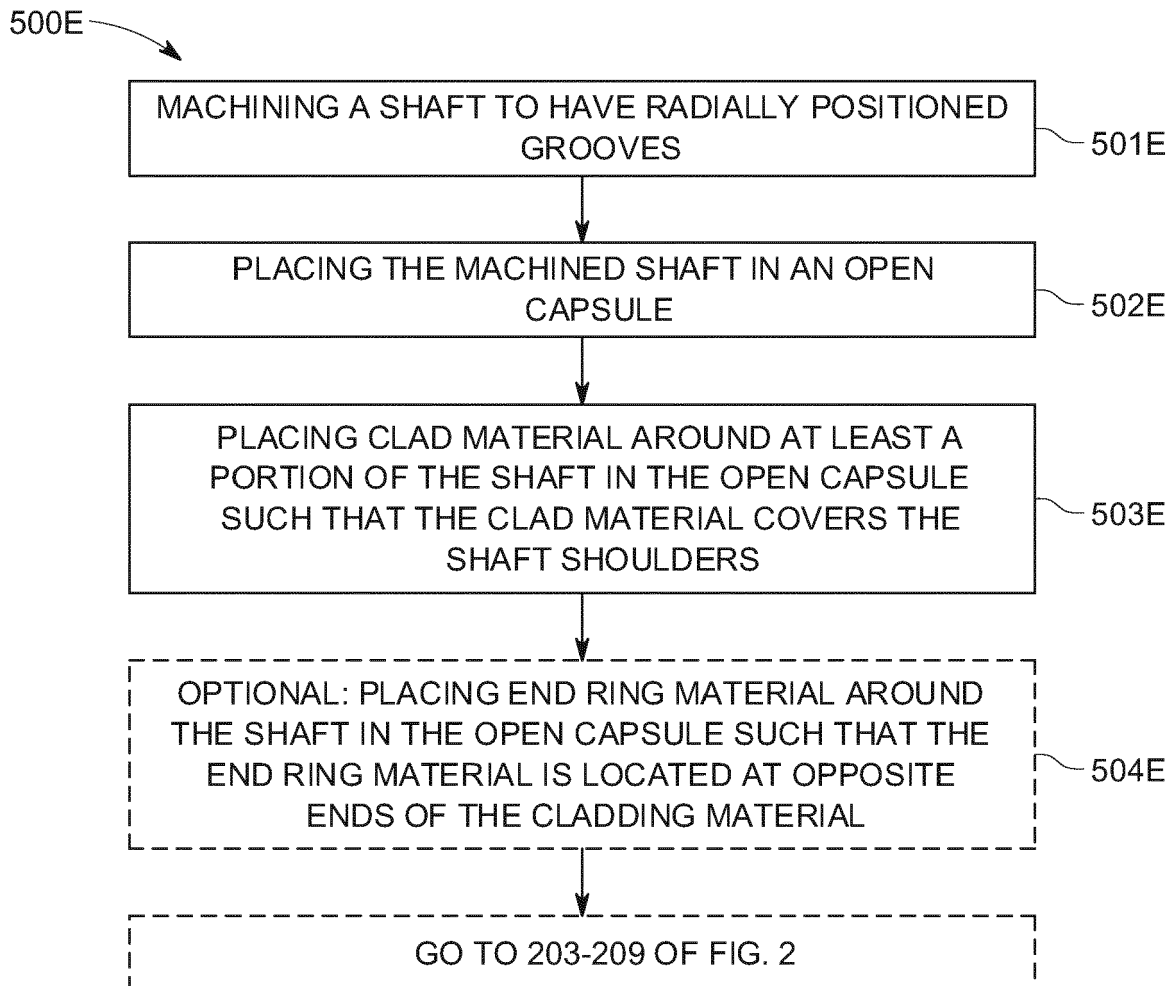 500E
MACHINING A SHAFT TO HAVE RADIALLY POSITIONED
GROOVES
501E
PLACING THE MACHINED SHAFT IN AN OPEN
CAPSULE
502E
PLACING CLAD MATERIAL AROUND AT LEAST A
PORTION OF THE SHAFT IN THE OPEN CAPSULE
SUCH THAT THE CLAD MATERIAL COVERS THE
SHAFT SHOULDERS
503E
OPTIONAL: PLACING END RING MATERIAL AROUND
THE SHAFT IN THE OPEN CAPSULE SUCH THAT THE
END RING MATERIAL IS LOCATED AT OPPOSITE
ENDS OF THE CLADDING MATERIAL
504E
GO TO 203-209 OF FIG. 2